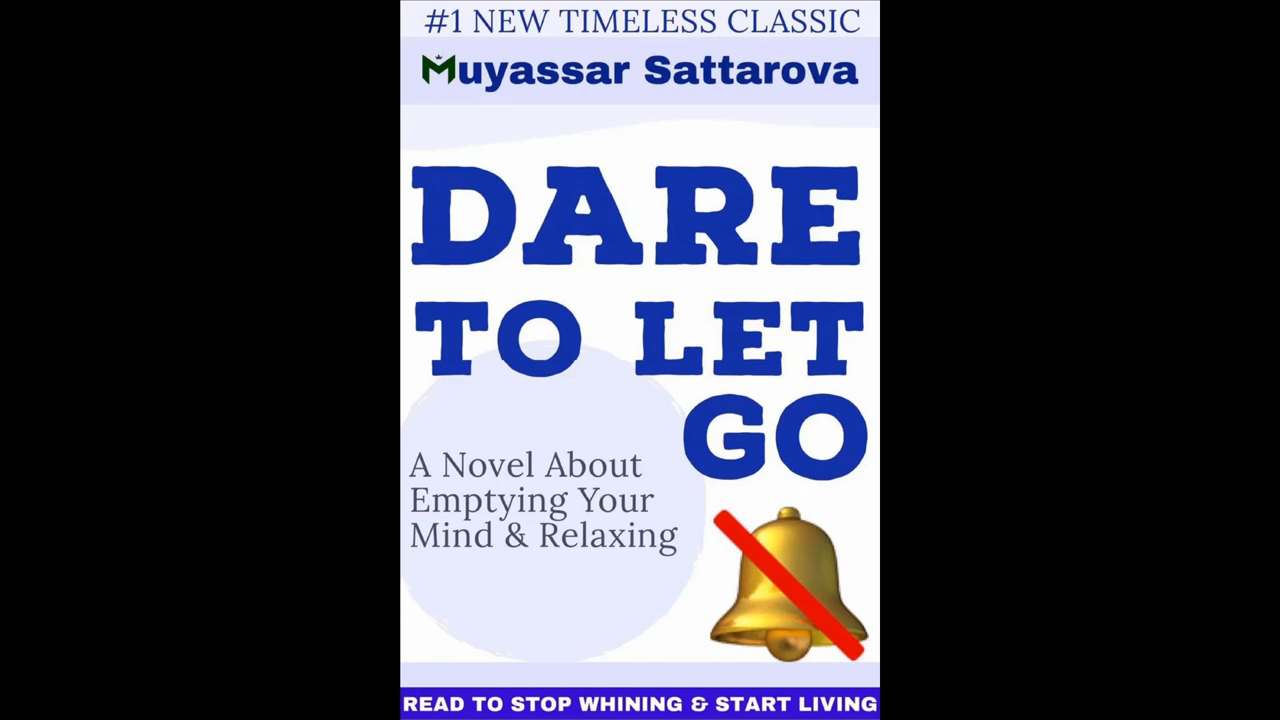 #1 NEW TIMELESS CLASSIC
Muyassar Sattarova
DARE
TO LET
GO
A Novel About
Emptying Your
Mind & Relaxing
READ TO STOP WHINING & START LIVING